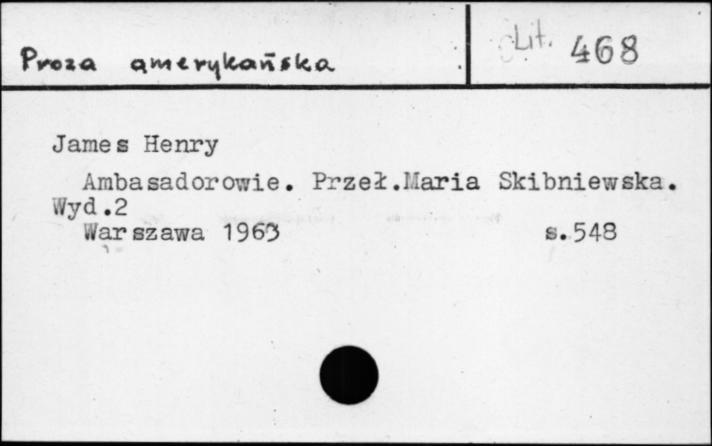 Proza amerykańska
Lit. 468
James Henry
Ambasadorowie. Przeł.Maria Skibniewska.
Wyd.2
Warszawa 1963 s.548